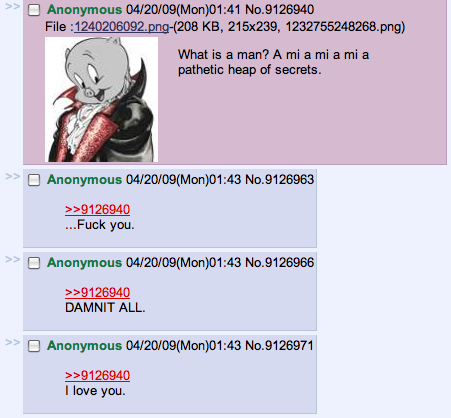 >> Anonymous 04/20/09(Mon)01:41 No.9126940
File :1240206092.png-(208 KB, 215x239, 1232755248268.png)
What is a man? A mi a mi a mi a
pathetic heap of secrets.
>> Anonymous 04/20/09(Mon)01:43 No.9126963
>>9126940
...Fuck you.
>> Anonymous 04/20/09(Mon)01:43 No.9126966
>>9126940
DAMNIT ALL.
>> Anonymous 04/20/09(Mon)01:43 No.9126971
>>9126940
I love you.